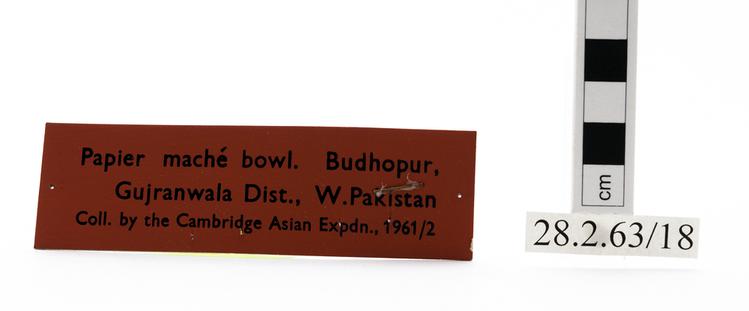 Papier maché bowl. Budhopur,
Gujranwala Dist., W.Pakistan
Coll. by the Cambridge Asian Expdn., 1961/2
cm
28.2.63/18